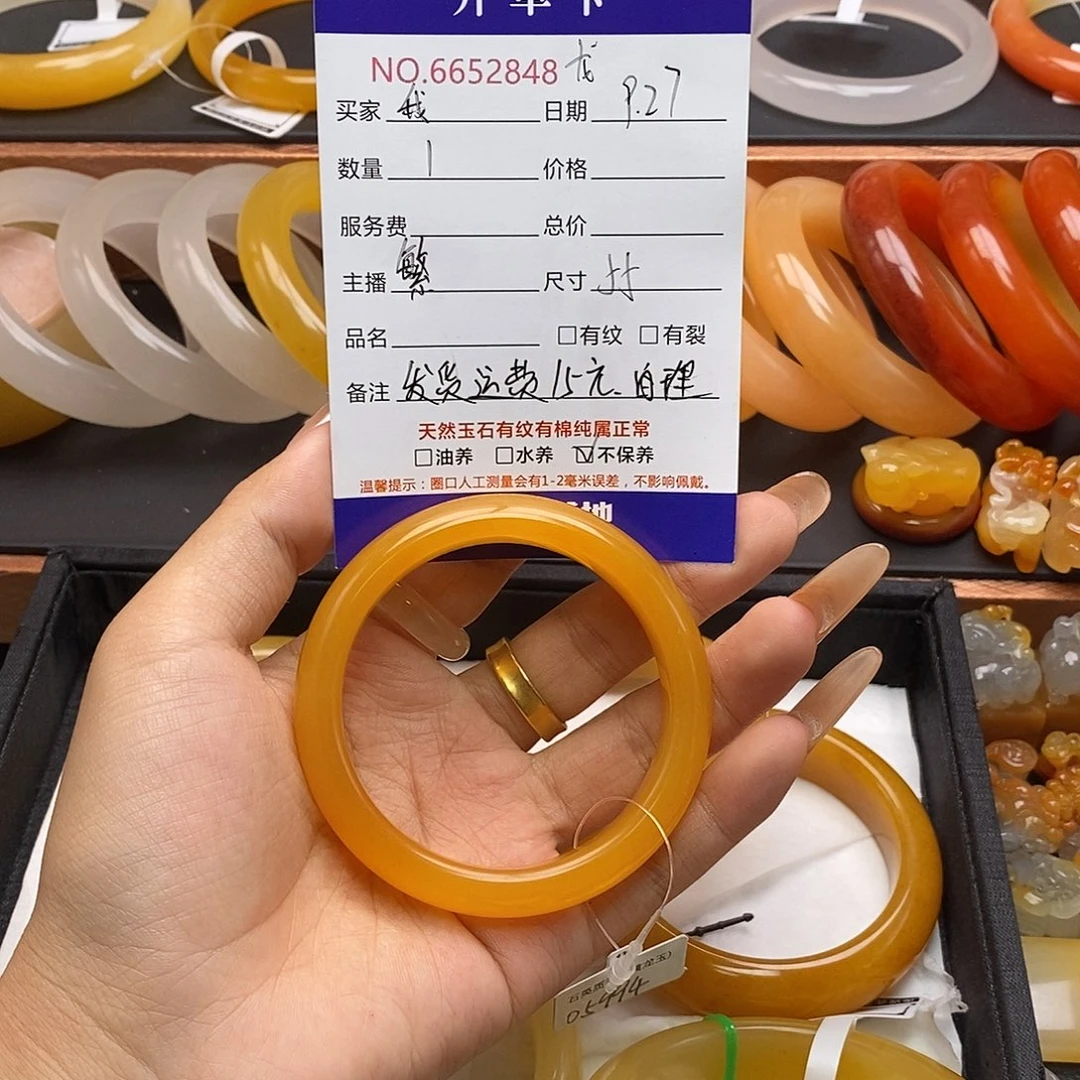 NO.6652848 龙
买家 日期 9.27
数量 1 价格
服务费 总价
主播 繁 尺寸
品名 □有纹 □有裂
备注 发货运费15元、自理
天然玉石有纹有棉纯属正常
□油养 □水养 ☑不保养
温馨提示：圈口人工测量会有1-2毫米误差，不影响佩戴。